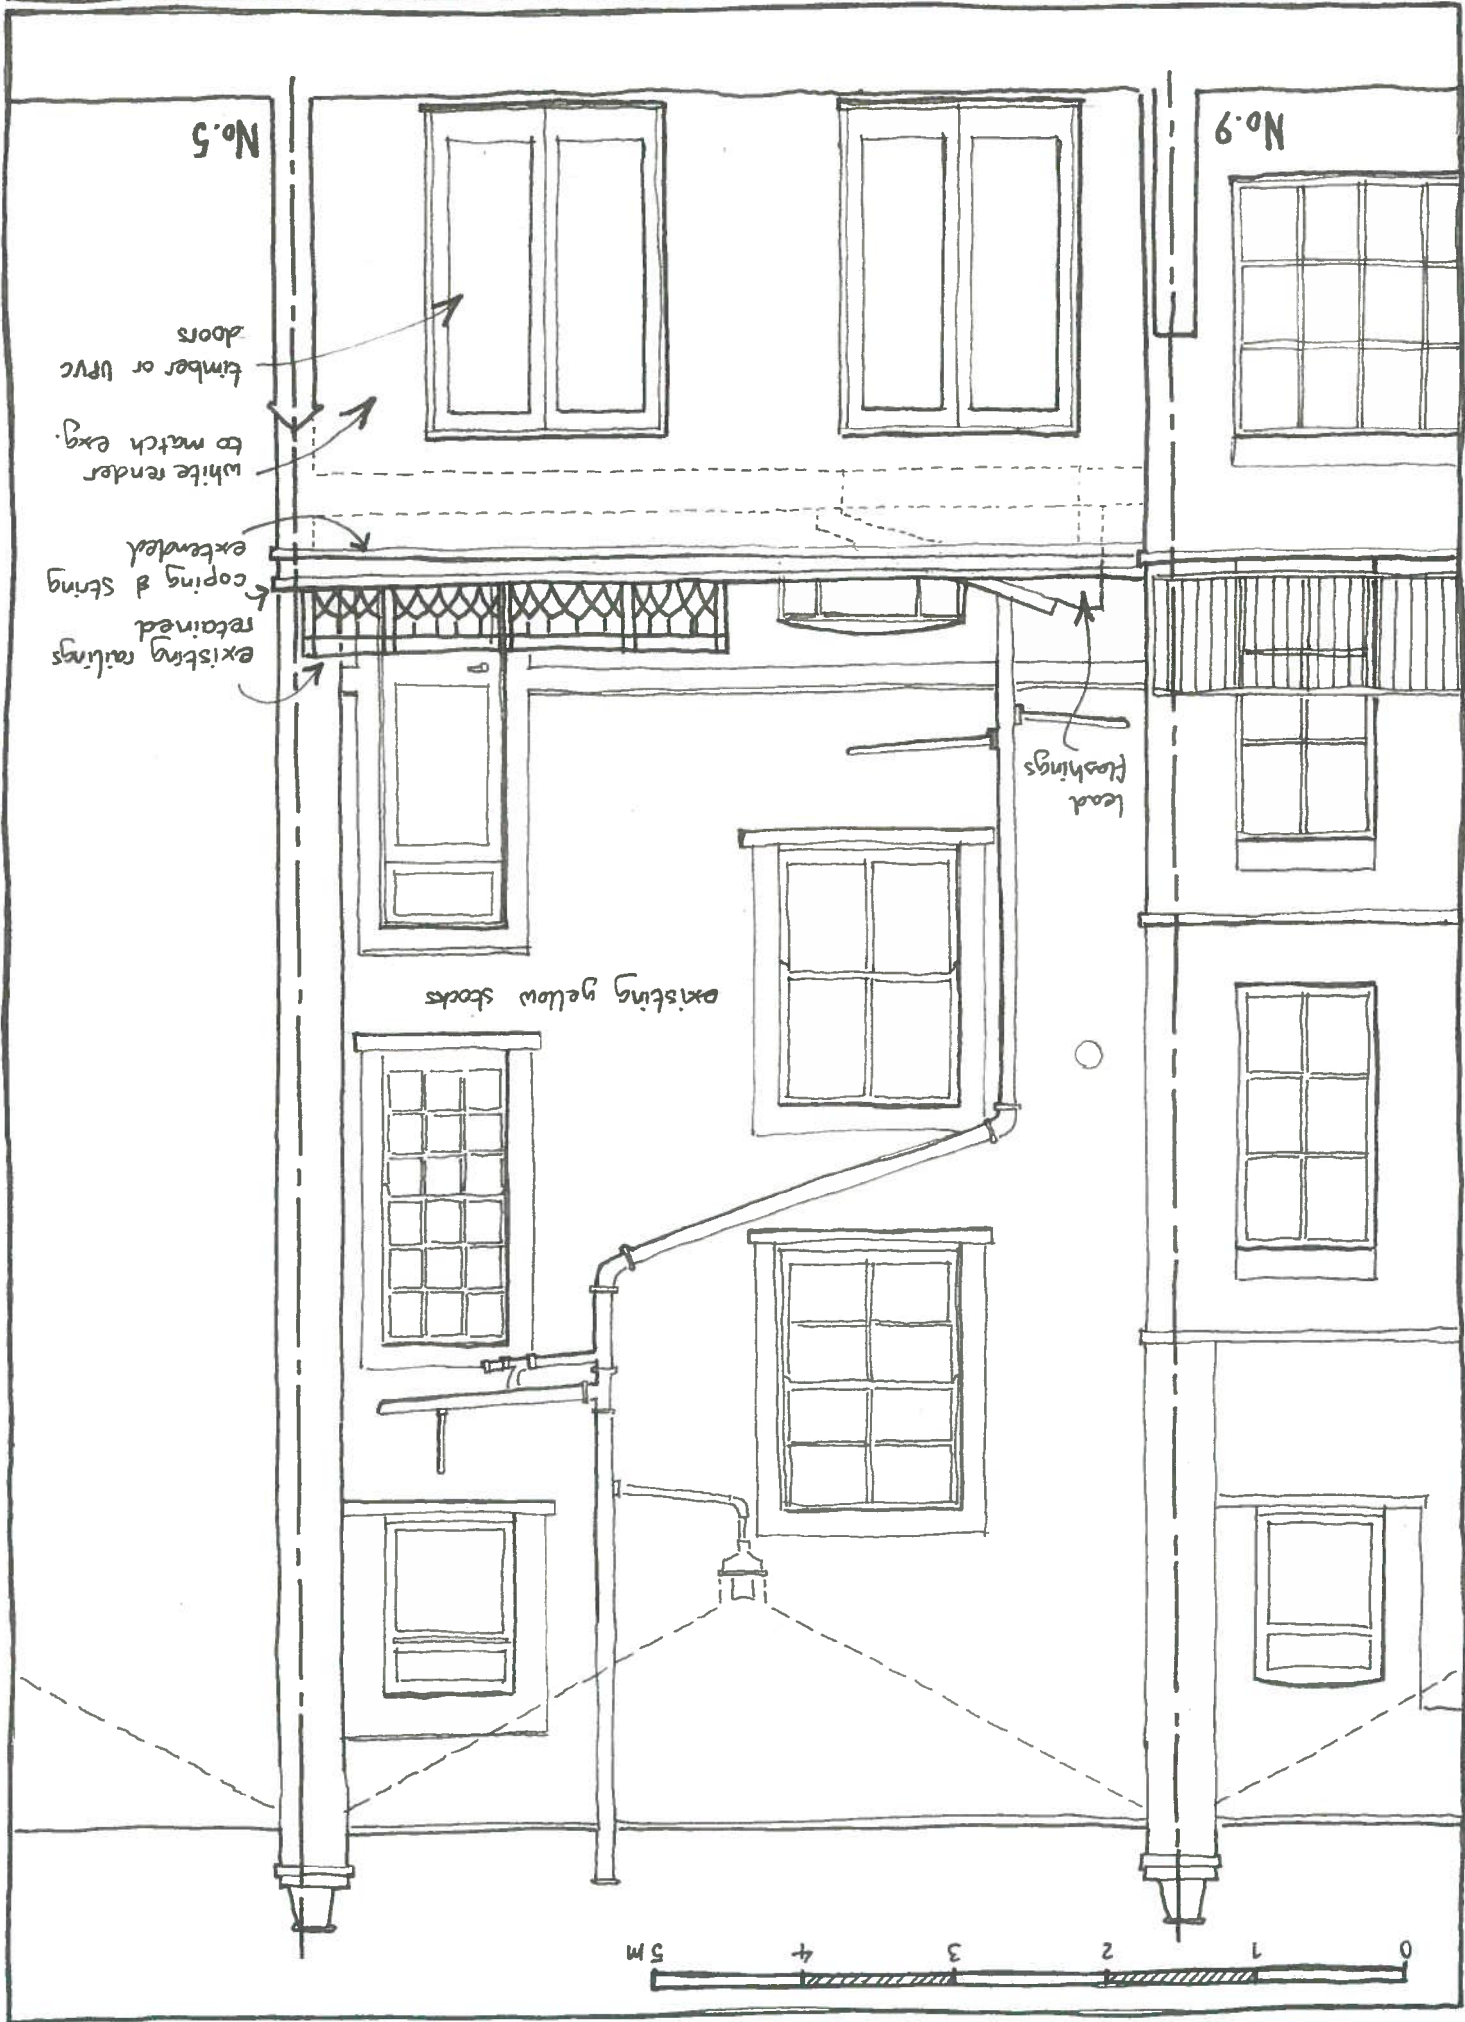 0 1 2 3 4 5 m
existing yellow stocks
lead
flashings
existing railings
retained
coping & string
extended
white render
to match exg.
timber or UPVC
doors
No.9
No.5